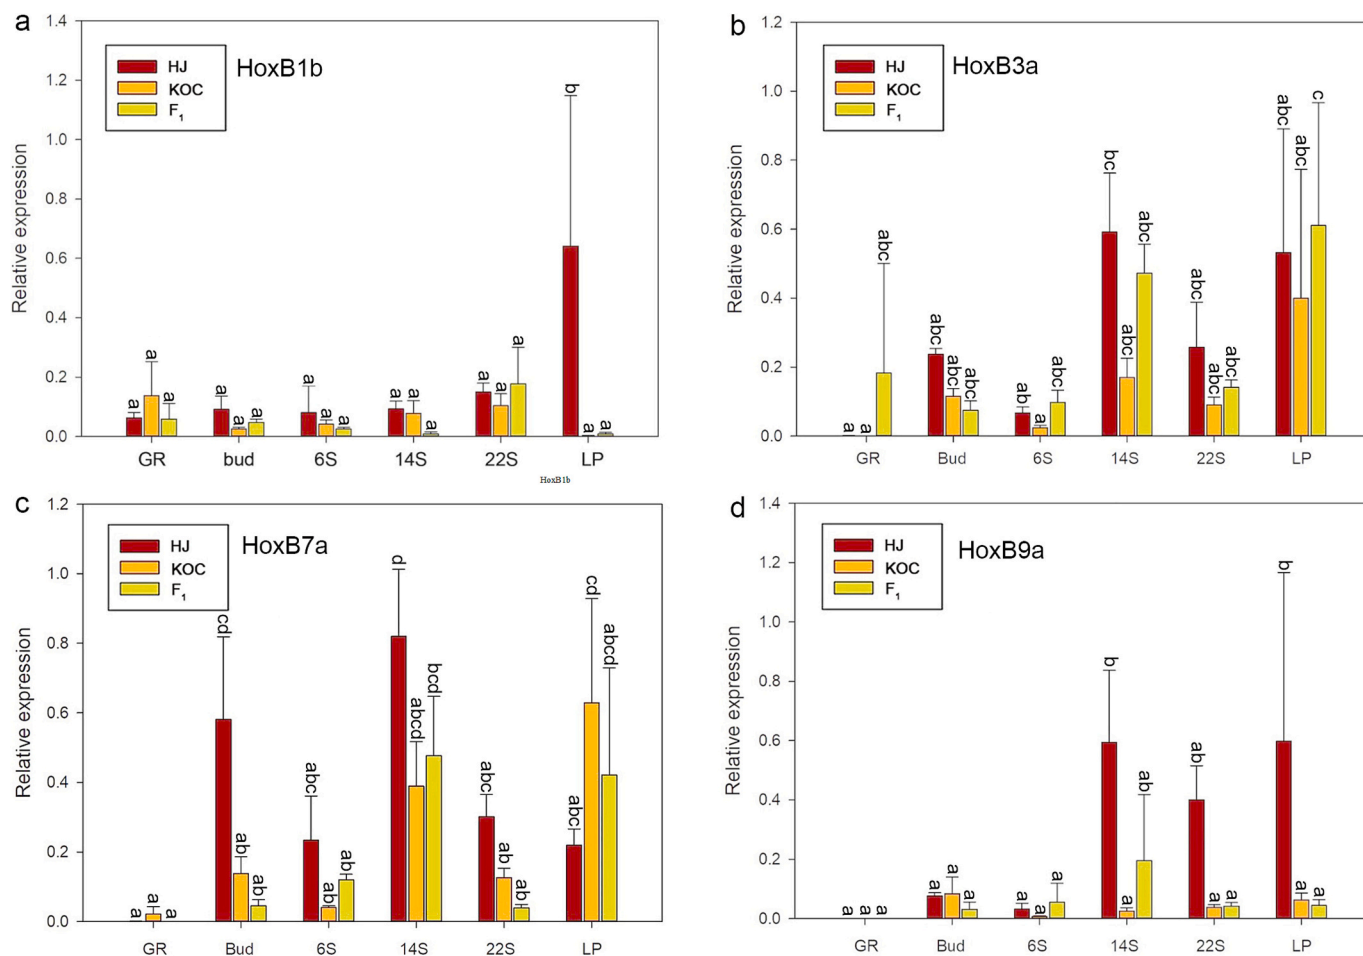 a
1.4
1.2
1.0
0.8
0.6
0.4
0.2
0.0
Relative expression
HJ
KOC
F1
HoxB1b
a a a
a a a
a a a
a a a
a a a
b a a
GR bud 6S 14S 22S LP
HoxB1b
b
1.2
1.0
0.8
0.6
0.4
0.2
0.0
Relative expression
HJ
KOC
F1
HoxB3a
a a abc
abc abc abc
ab a abc
bc abc abc
abc abc abc
abc abc c
GR Bud 6S 14S 22S LP
c
1.2
1.0
0.8
0.6
0.4
0.2
0.0
Relative expression
HJ
KOC
F1
HoxB7a
a a a
cd ab ab
abc ab ab
d abcd bcd
abc ab ab
abc cd abcd
GR Bud 6S 14S 22S LP
d
1.4
1.2
1.0
0.8
0.6
0.4
0.2
0.0
Relative expression
HJ
KOC
F1
HoxB9a
a a a
a a a
a a a
b a ab
ab a a
b a a
GR Bud 6S 14S 22S LP